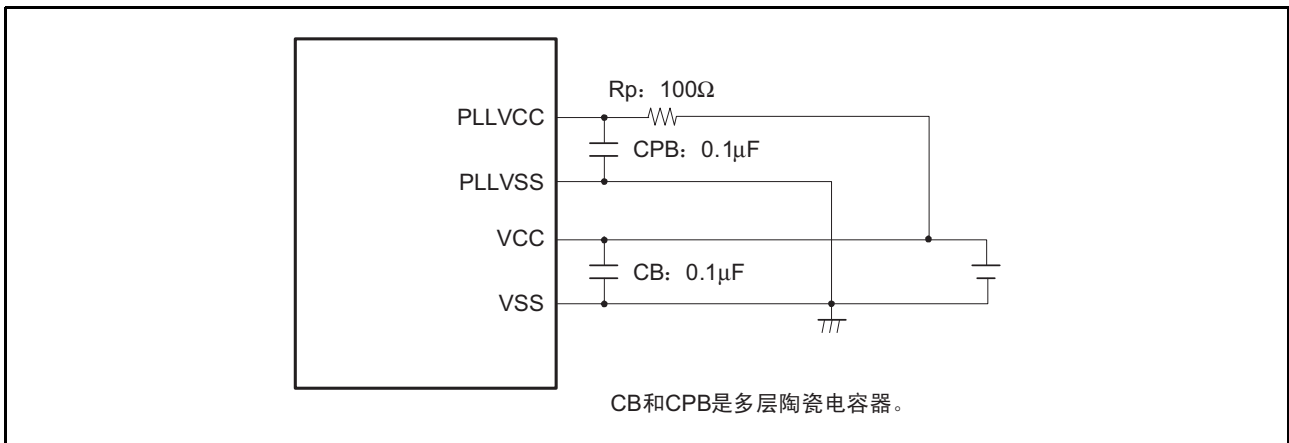 Rp：100Ω
PLLVCC
CPB：0.1μF
PLLVSS
VCC
CB：0.1μF
VSS
CB和CPB是多层陶瓷电容器。